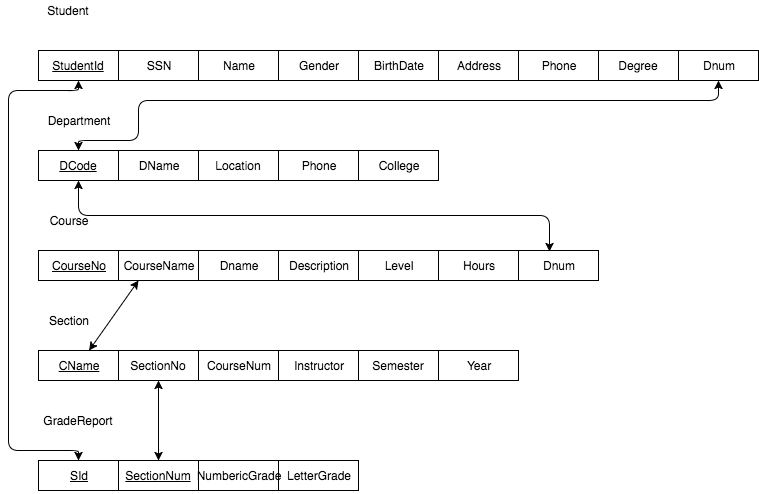 Student
StudentId SSN Name Gender BirthDate Address Phone Degree Dnum
Department
DCode DName Location Phone College
Course
CourseNo CourseName Dname Description Level Hours Dnum
Section
CName SectionNo CourseNum Instructor Semester Year
GradeReport
SId SectionNum NumbericGrade LetterGrade